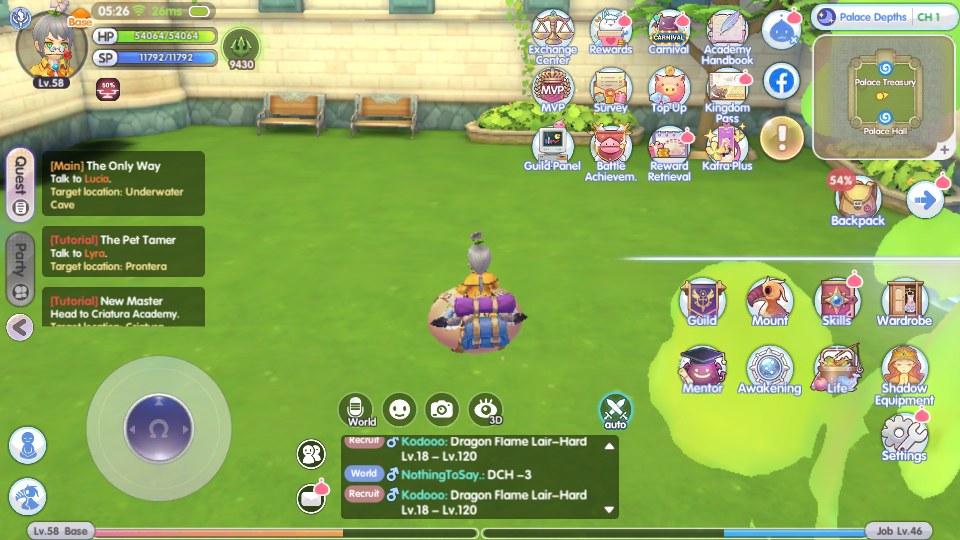 05:26 26ms
Base
HP 54064/54064
SP 11792/11792
9430
Lv.58
50%
Exchange Center
Rewards
CARNIVAL
Carnival
Academy Handbook
MVP
MVP
Survey
Top Up
Kingdom Pass
Guild Panel
Battle Achievem.
Reward Retrieval
Kafra Plus
Palace Depths CH 1
Palace Treasury
Palace Hall
54%
Backpack
Quest
Party
[Main] The Only Way
Talk to Lucia.
Target location: Underwater
Cave
[Tutorial] The Pet Tamer
Talk to Lyra.
Target location: Prontera
[Tutorial] New Master
Head to Criatura Academy.
Target location: Criatura
Guild
Mount
Skills
Wardrobe
Mentor
Awakening
Life
Shadow Equipment
Settings
World
3D
auto
Recruit Kodooo: Dragon Flame Lair-Hard
Lv.18 – Lv.120
World NothingToSay.: DCH -3
Recruit Kodooo: Dragon Flame Lair-Hard
Lv.18 – Lv.120
Lv.58 Base
Job Lv.46